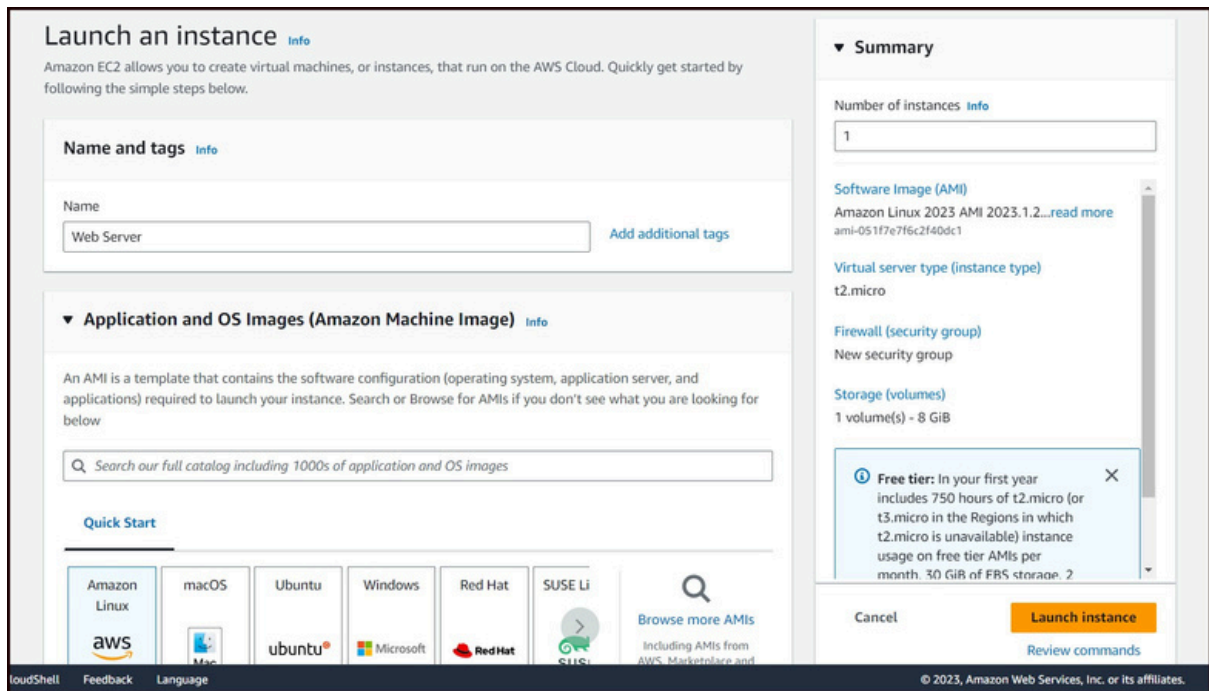 Launch an instance Info
Amazon EC2 allows you to create virtual machines, or instances, that run on the AWS Cloud. Quickly get started by
following the simple steps below.
Name and tags Info
Name
Web Server
Add additional tags
Application and OS Images (Amazon Machine Image) Info
An AMI is a template that contains the software configuration (operating system, application server, and
applications) required to launch your instance. Search or Browse for AMIs if you don't see what you are looking for
below
Search our full catalog including 1000s of application and OS images
Quick Start
Amazon
Linux
aws
macOS
Mac
Ubuntu
ubuntu
Windows
Microsoft
Red Hat
Red Hat
SUSE Li
SUS
Browse more AMIs
Including AMIs from
AWS, Marketplace and
Summary
Number of instances Info
1
Software Image (AMI)
Amazon Linux 2023 AMI 2023.1.2...read more
ami-051f7e7f6c2f40dc1
Virtual server type (instance type)
t2.micro
Firewall (security group)
New security group
Storage (volumes)
1 volume(s) - 8 GiB
Free tier: In your first year
includes 750 hours of t2.micro (or
t3.micro in the Regions in which
t2.micro is unavailable) instance
usage on free tier AMIs per
month, 30 GiB of EBS storage, 2
Cancel
Launch instance
Review commands
loudShell Feedback Language
© 2023, Amazon Web Services, Inc. or its affiliates.